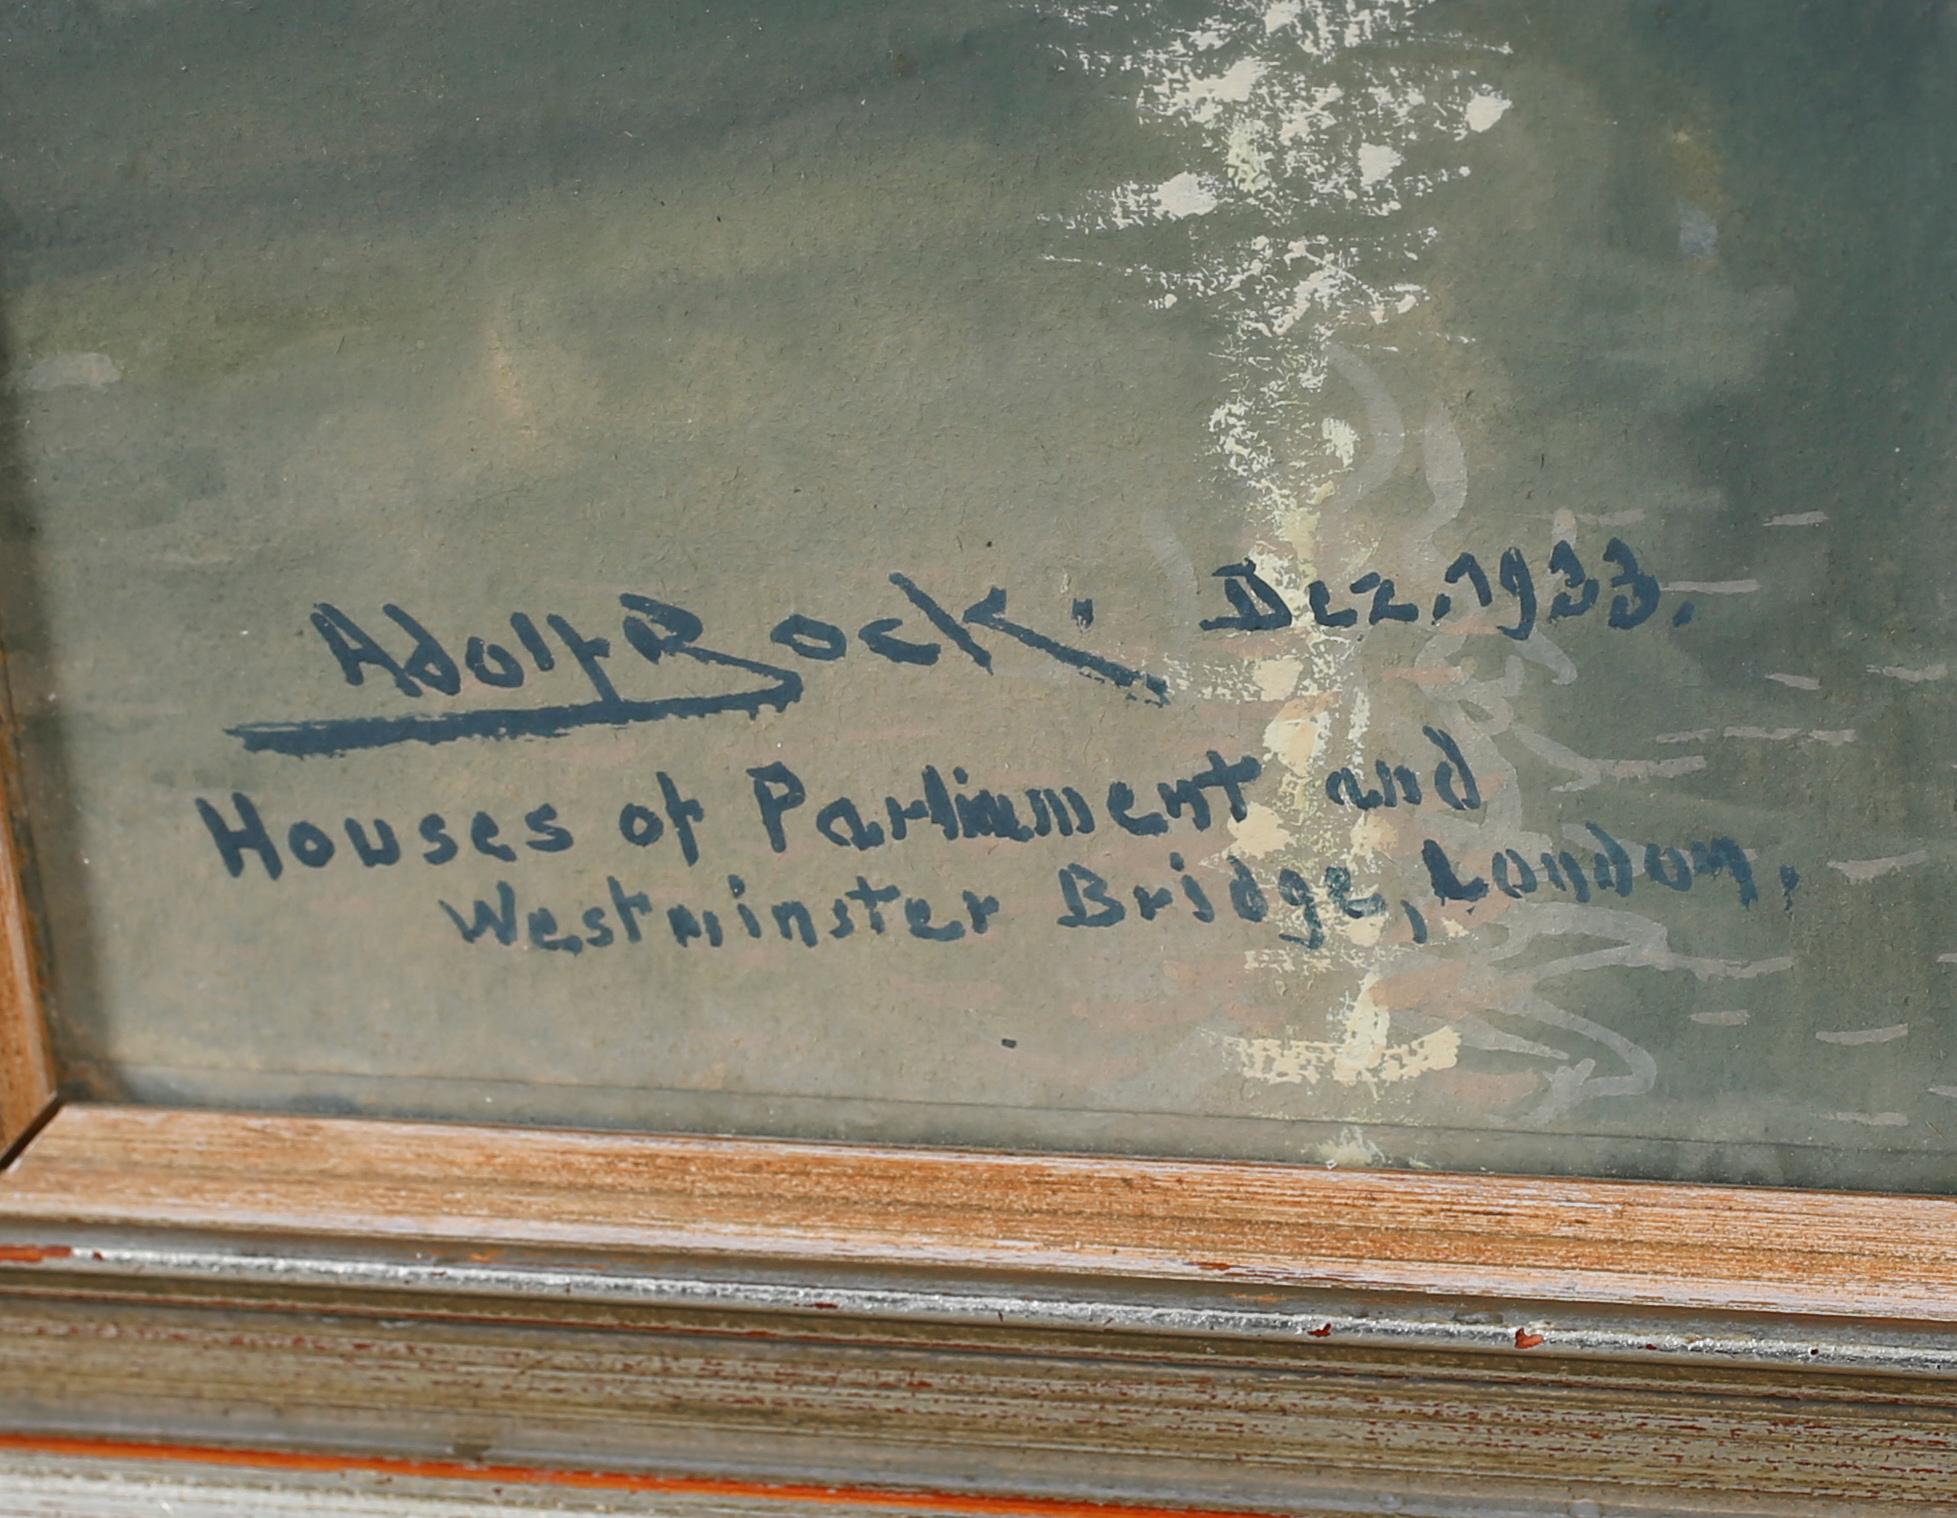 Adolf Bock. Dez. 1933.
Houses of Parliament and
Westminster Bridge, London.